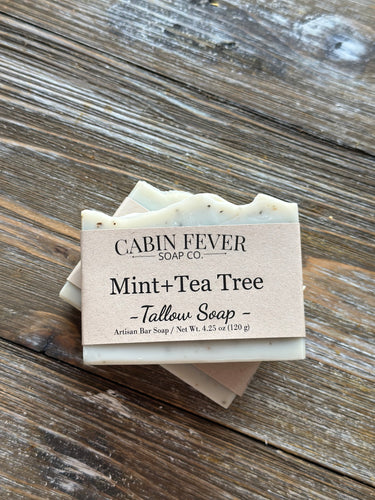 CABIN FEVER
SOAP CO.
Mint+Tea Tree
~Tallow Soap ~
Artisan Bar Soap / Net Wt. 4.25 oz (120 g)